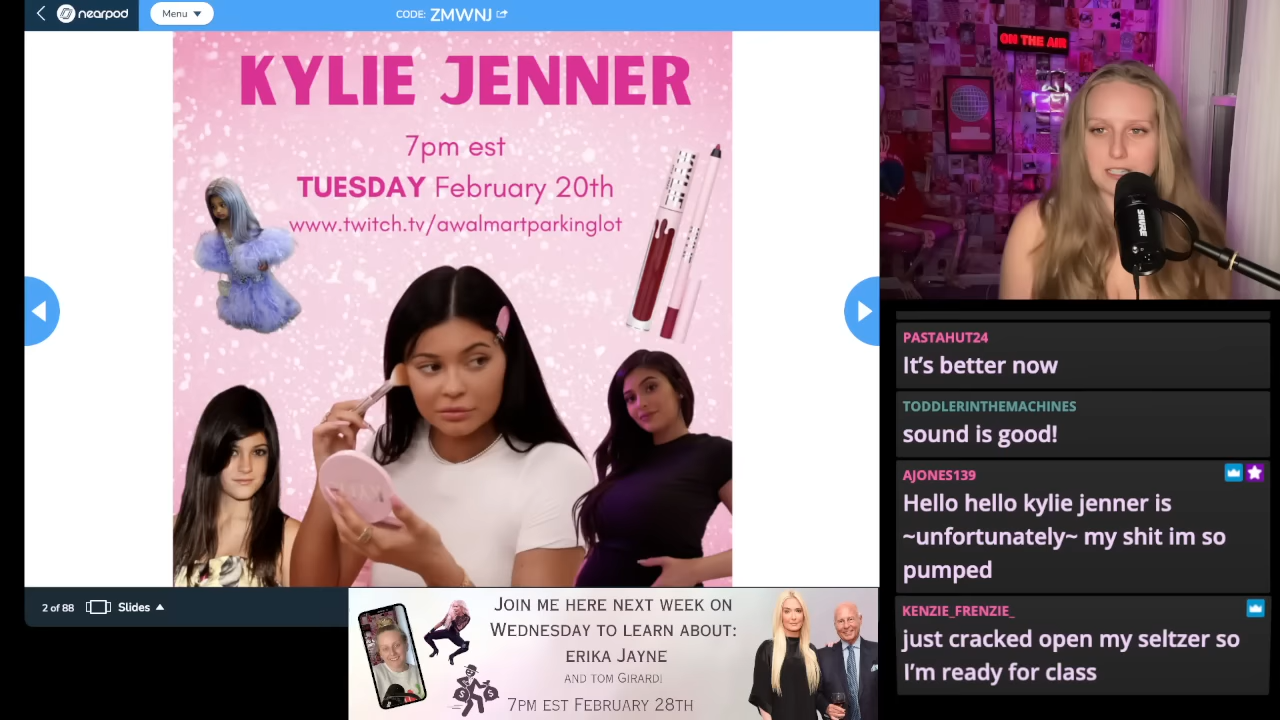 nearpod
Menu
CODE: ZMWNJ
KYLIE JENNER
7pm est
TUESDAY February 20th
www.twitch.tv/awalmartparkinglot
2 of 88
Slides
JOIN ME HERE NEXT WEEK ON
WEDNESDAY TO LEARN ABOUT:
ERIKA JAYNE
AND TOM GIRARDI
7PM EST FEBRUARY 28TH
ON THE AIR
SHURE
PASTAHUT24
It's better now
TODDLERINTHEMACHINES
sound is good!
AJONES139
Hello hello kylie jenner is
~unfortunately~ my shit im so
pumped
KENZIE_FRENZIE_
just cracked open my seltzer so
I'm ready for class